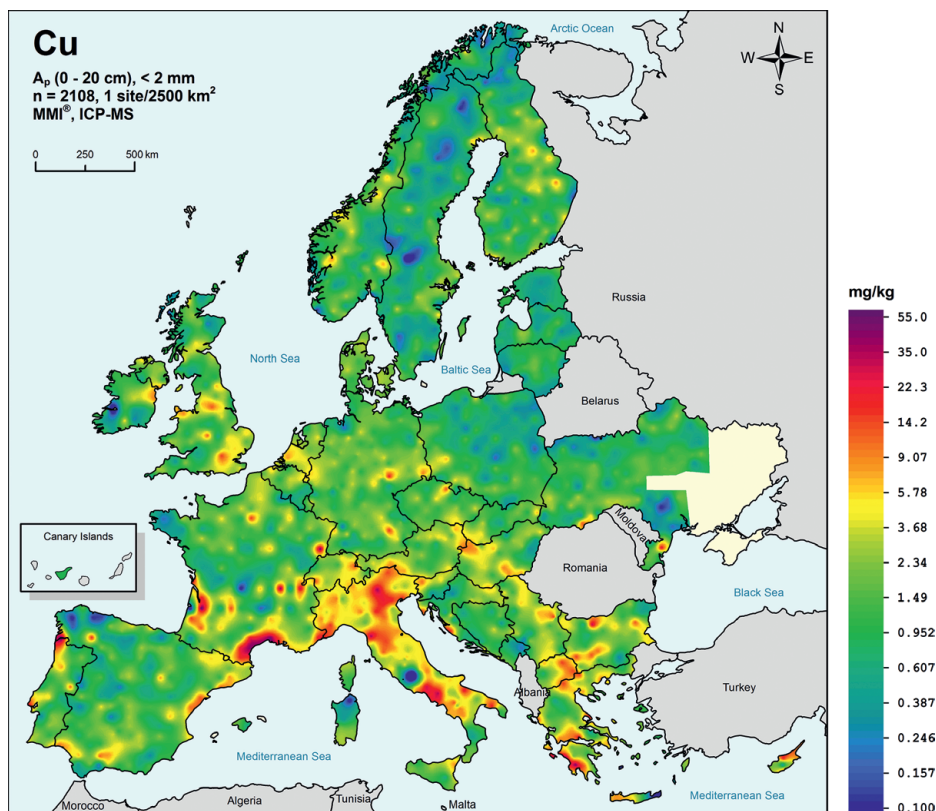 Cu
Aₚ (0 - 20 cm), < 2 mm
n = 2108, 1 site/2500 km²
MMI®, ICP-MS
0 250 500 km
Arctic Ocean
N
W E
S
Russia
North Sea
Baltic Sea
Belarus
Canary Islands
Moldova
Romania
Black Sea
Albania
Turkey
Mediterranean Sea
Mediterranean Sea
Morocco
Algeria
Tunisia
Malta
mg/kg
55.0
35.0
22.3
14.2
9.07
5.78
3.68
2.34
1.49
0.952
0.607
0.387
0.246
0.157
0.100